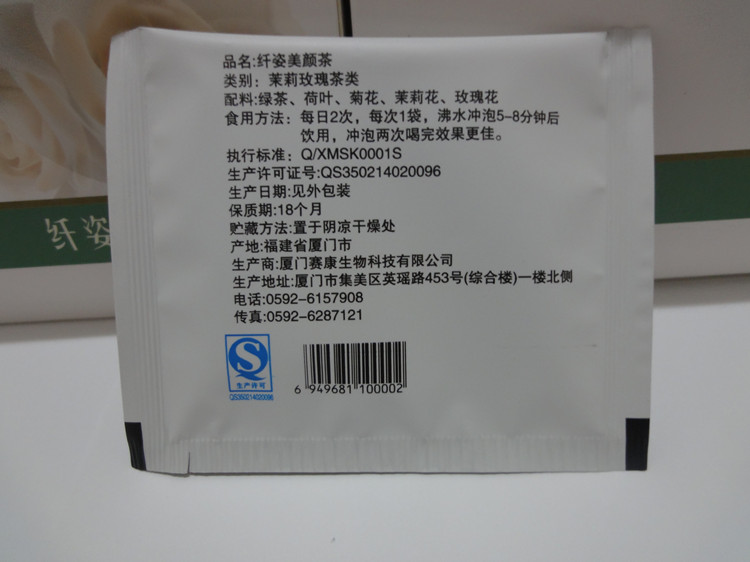 品名:纤姿美颜茶
类别：茉莉玫瑰茶类
配料:绿茶、荷叶、菊花、茉莉花、玫瑰花
食用方法：每日2次，每次1袋，沸水冲泡5-8分钟后
饮用，冲泡两次喝完效果更佳。
执行标准：Q/XMSK0001S
生产许可证号:QS350214020096
生产日期:见外包装
保质期:18个月
贮藏方法:置于阴凉干燥处
产地:福建省厦门市
生产商:厦门赛康生物科技有限公司
生产地址:厦门市集美区英瑶路453号(综合楼)一楼北侧
电话:0592-6157908
传真:0592-6287121
生产许可
QS350214020096
6 949681 100002
纤姿